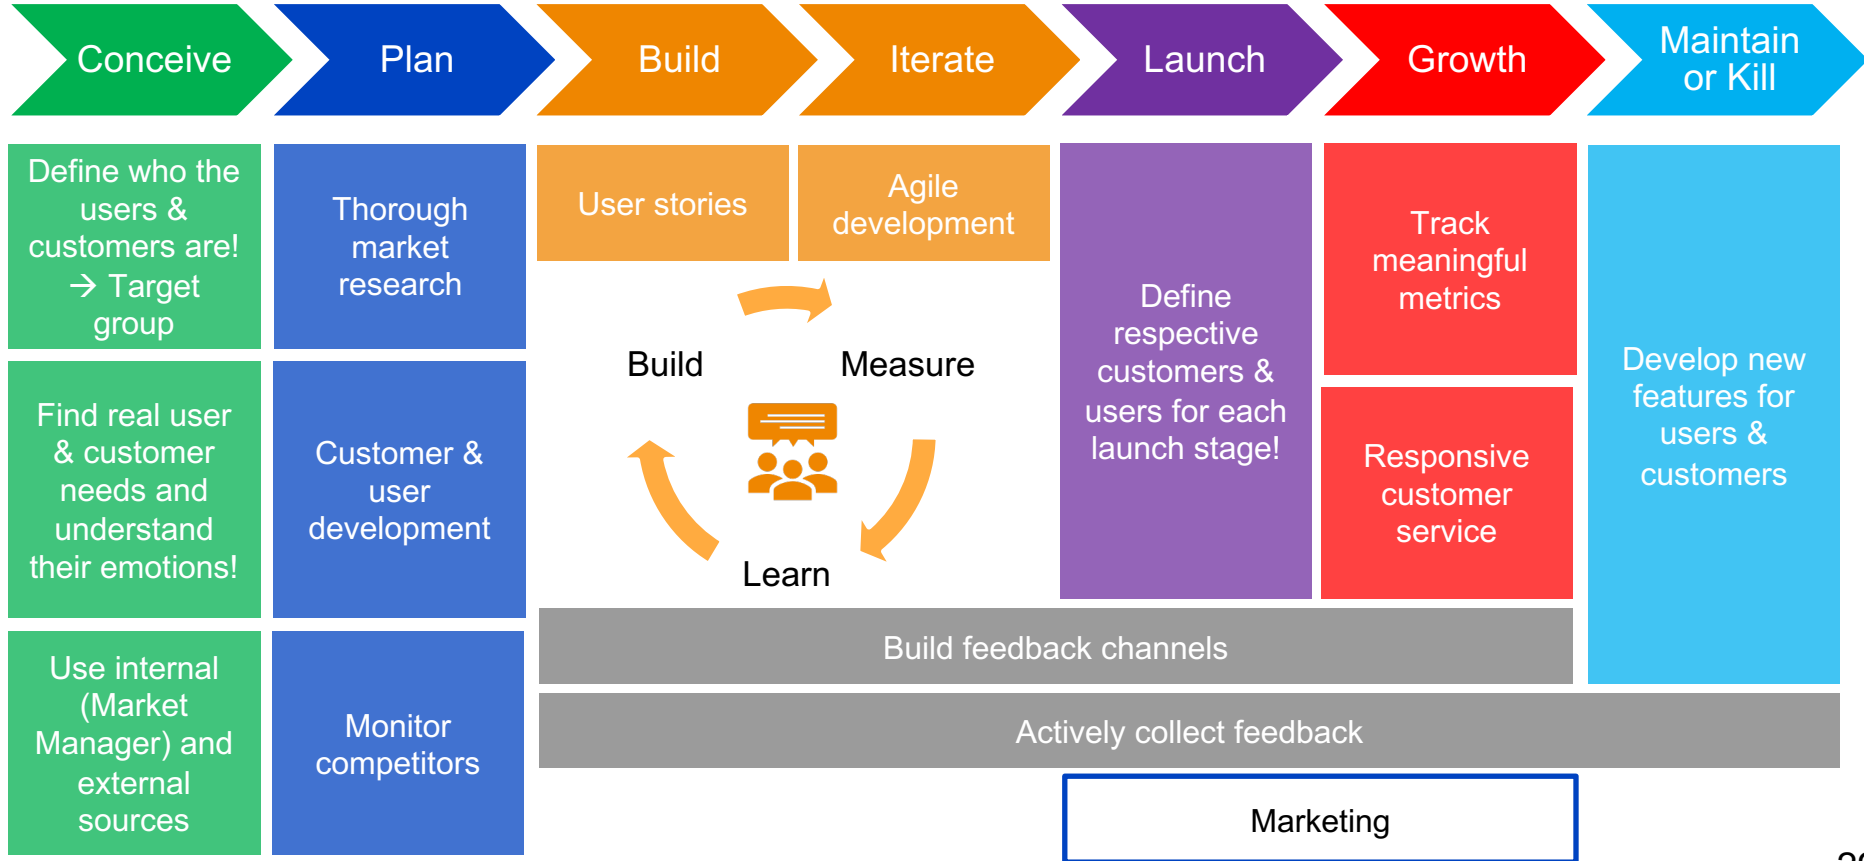 Conceive
Plan
Build
Iterate
Launch
Growth
Maintain
or Kill
Define who the
users &
customers are!
→ Target
group
Find real user
& customer
needs and
understand
their emotions!
Use internal
(Market
Manager) and
external
sources
Thorough
market
research
Customer &
user
development
Monitor
competitors
User stories
Agile
development
Build
Measure
Learn
Define
respective
customers &
users for each
launch stage!
Track
meaningful
metrics
Responsive
customer
service
Develop new
features for
users &
customers
Build feedback channels
Actively collect feedback
Marketing